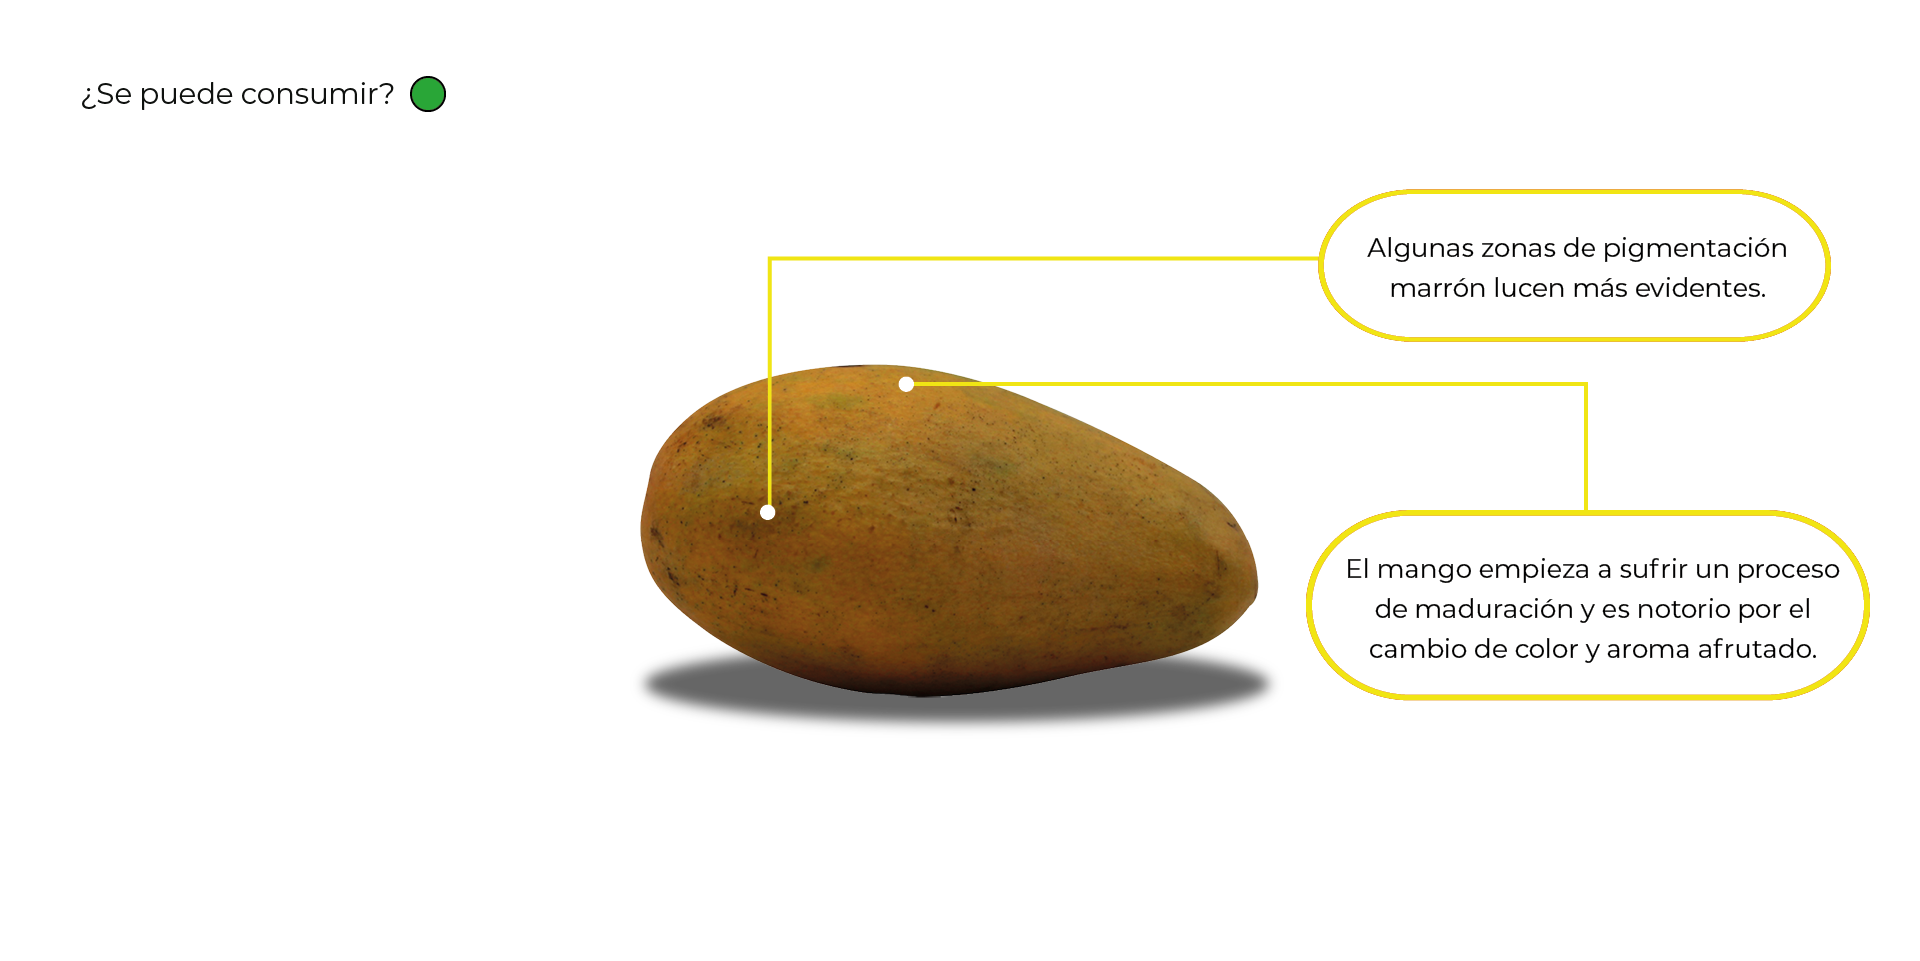 ¿Se puede consumir?
Algunas zonas de pigmentación
marrón lucen más evidentes.
El mango empieza a sufrir un proceso
de maduración y es notorio por el
cambio de color y aroma afrutado.